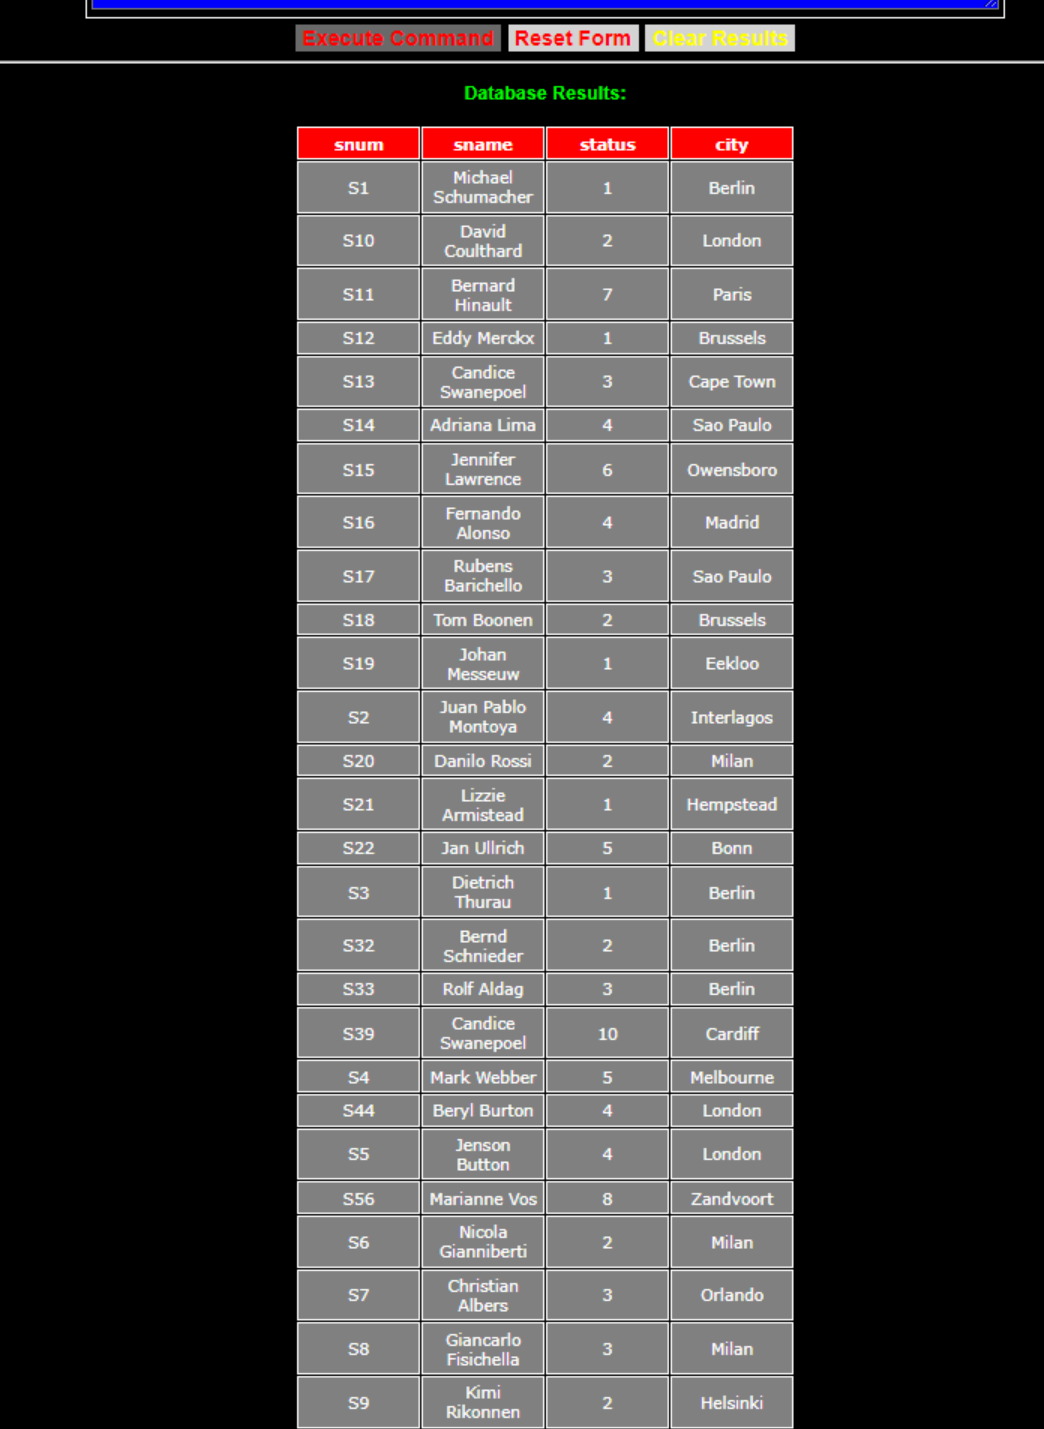 Execute Command Reset Form Clear Results
Database Results:
snum sname status city
S1 Michael Schumacher 1 Berlin
S10 David Coulthard 2 London
S11 Bernard Hinault 7 Paris
S12 Eddy Merckx 1 Brussels
S13 Candice Swanepoel 3 Cape Town
S14 Adriana Lima 4 Sao Paulo
S15 Jennifer Lawrence 6 Owensboro
S16 Fernando Alonso 4 Madrid
S17 Rubens Barichello 3 Sao Paulo
S18 Tom Boonen 2 Brussels
S19 Johan Messeuw 1 Eekloo
S2 Juan Pablo Montoya 4 Interlagos
S20 Danilo Rossi 2 Milan
S21 Lizzie Armistead 1 Hempstead
S22 Jan Ullrich 5 Bonn
S3 Dietrich Thurau 1 Berlin
S32 Bernd Schnieder 2 Berlin
S33 Rolf Aldag 3 Berlin
S39 Candice Swanepoel 10 Cardiff
S4 Mark Webber 5 Melbourne
S44 Beryl Burton 4 London
S5 Jenson Button 4 London
S56 Marianne Vos 8 Zandvoort
S6 Nicola Gianniberti 2 Milan
S7 Christian Albers 3 Orlando
S8 Giancarlo Fisichella 3 Milan
S9 Kimi Rikonnen 2 Helsinki